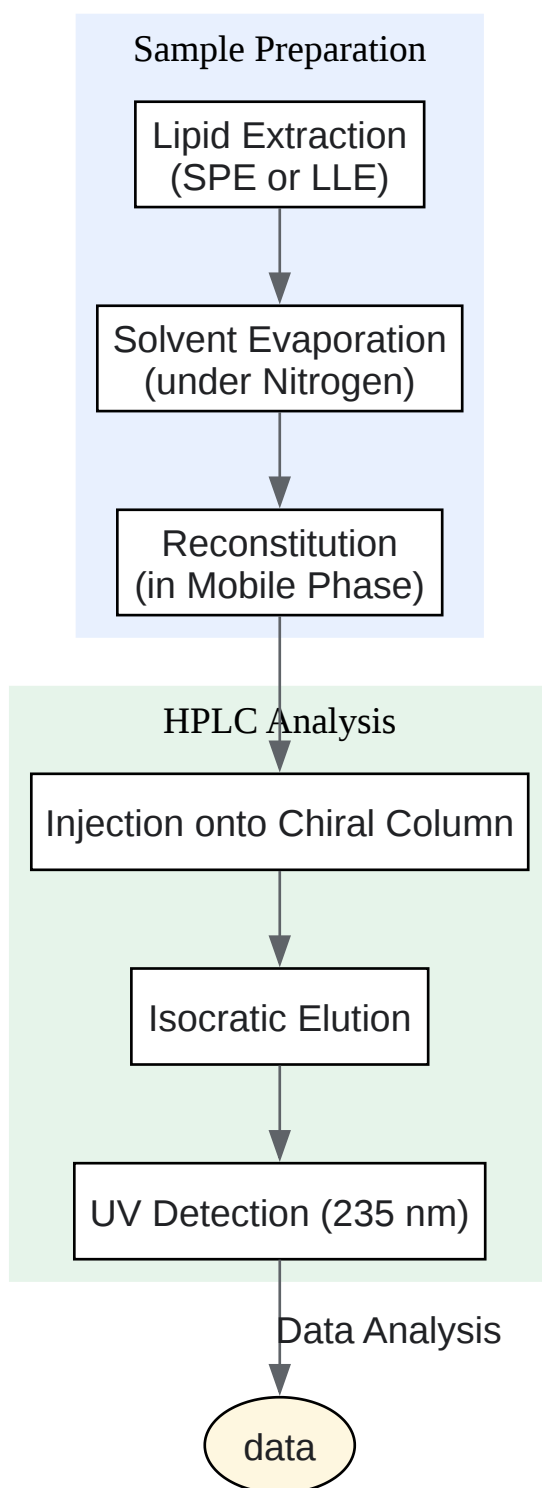 Sample Preparation
Lipid Extraction
(SPE or LLE)
Solvent Evaporation
(under Nitrogen)
Reconstitution
(in Mobile Phase)
HPLC Analysis
Injection onto Chiral Column
Isocratic Elution
UV Detection (235 nm)
Data Analysis
data